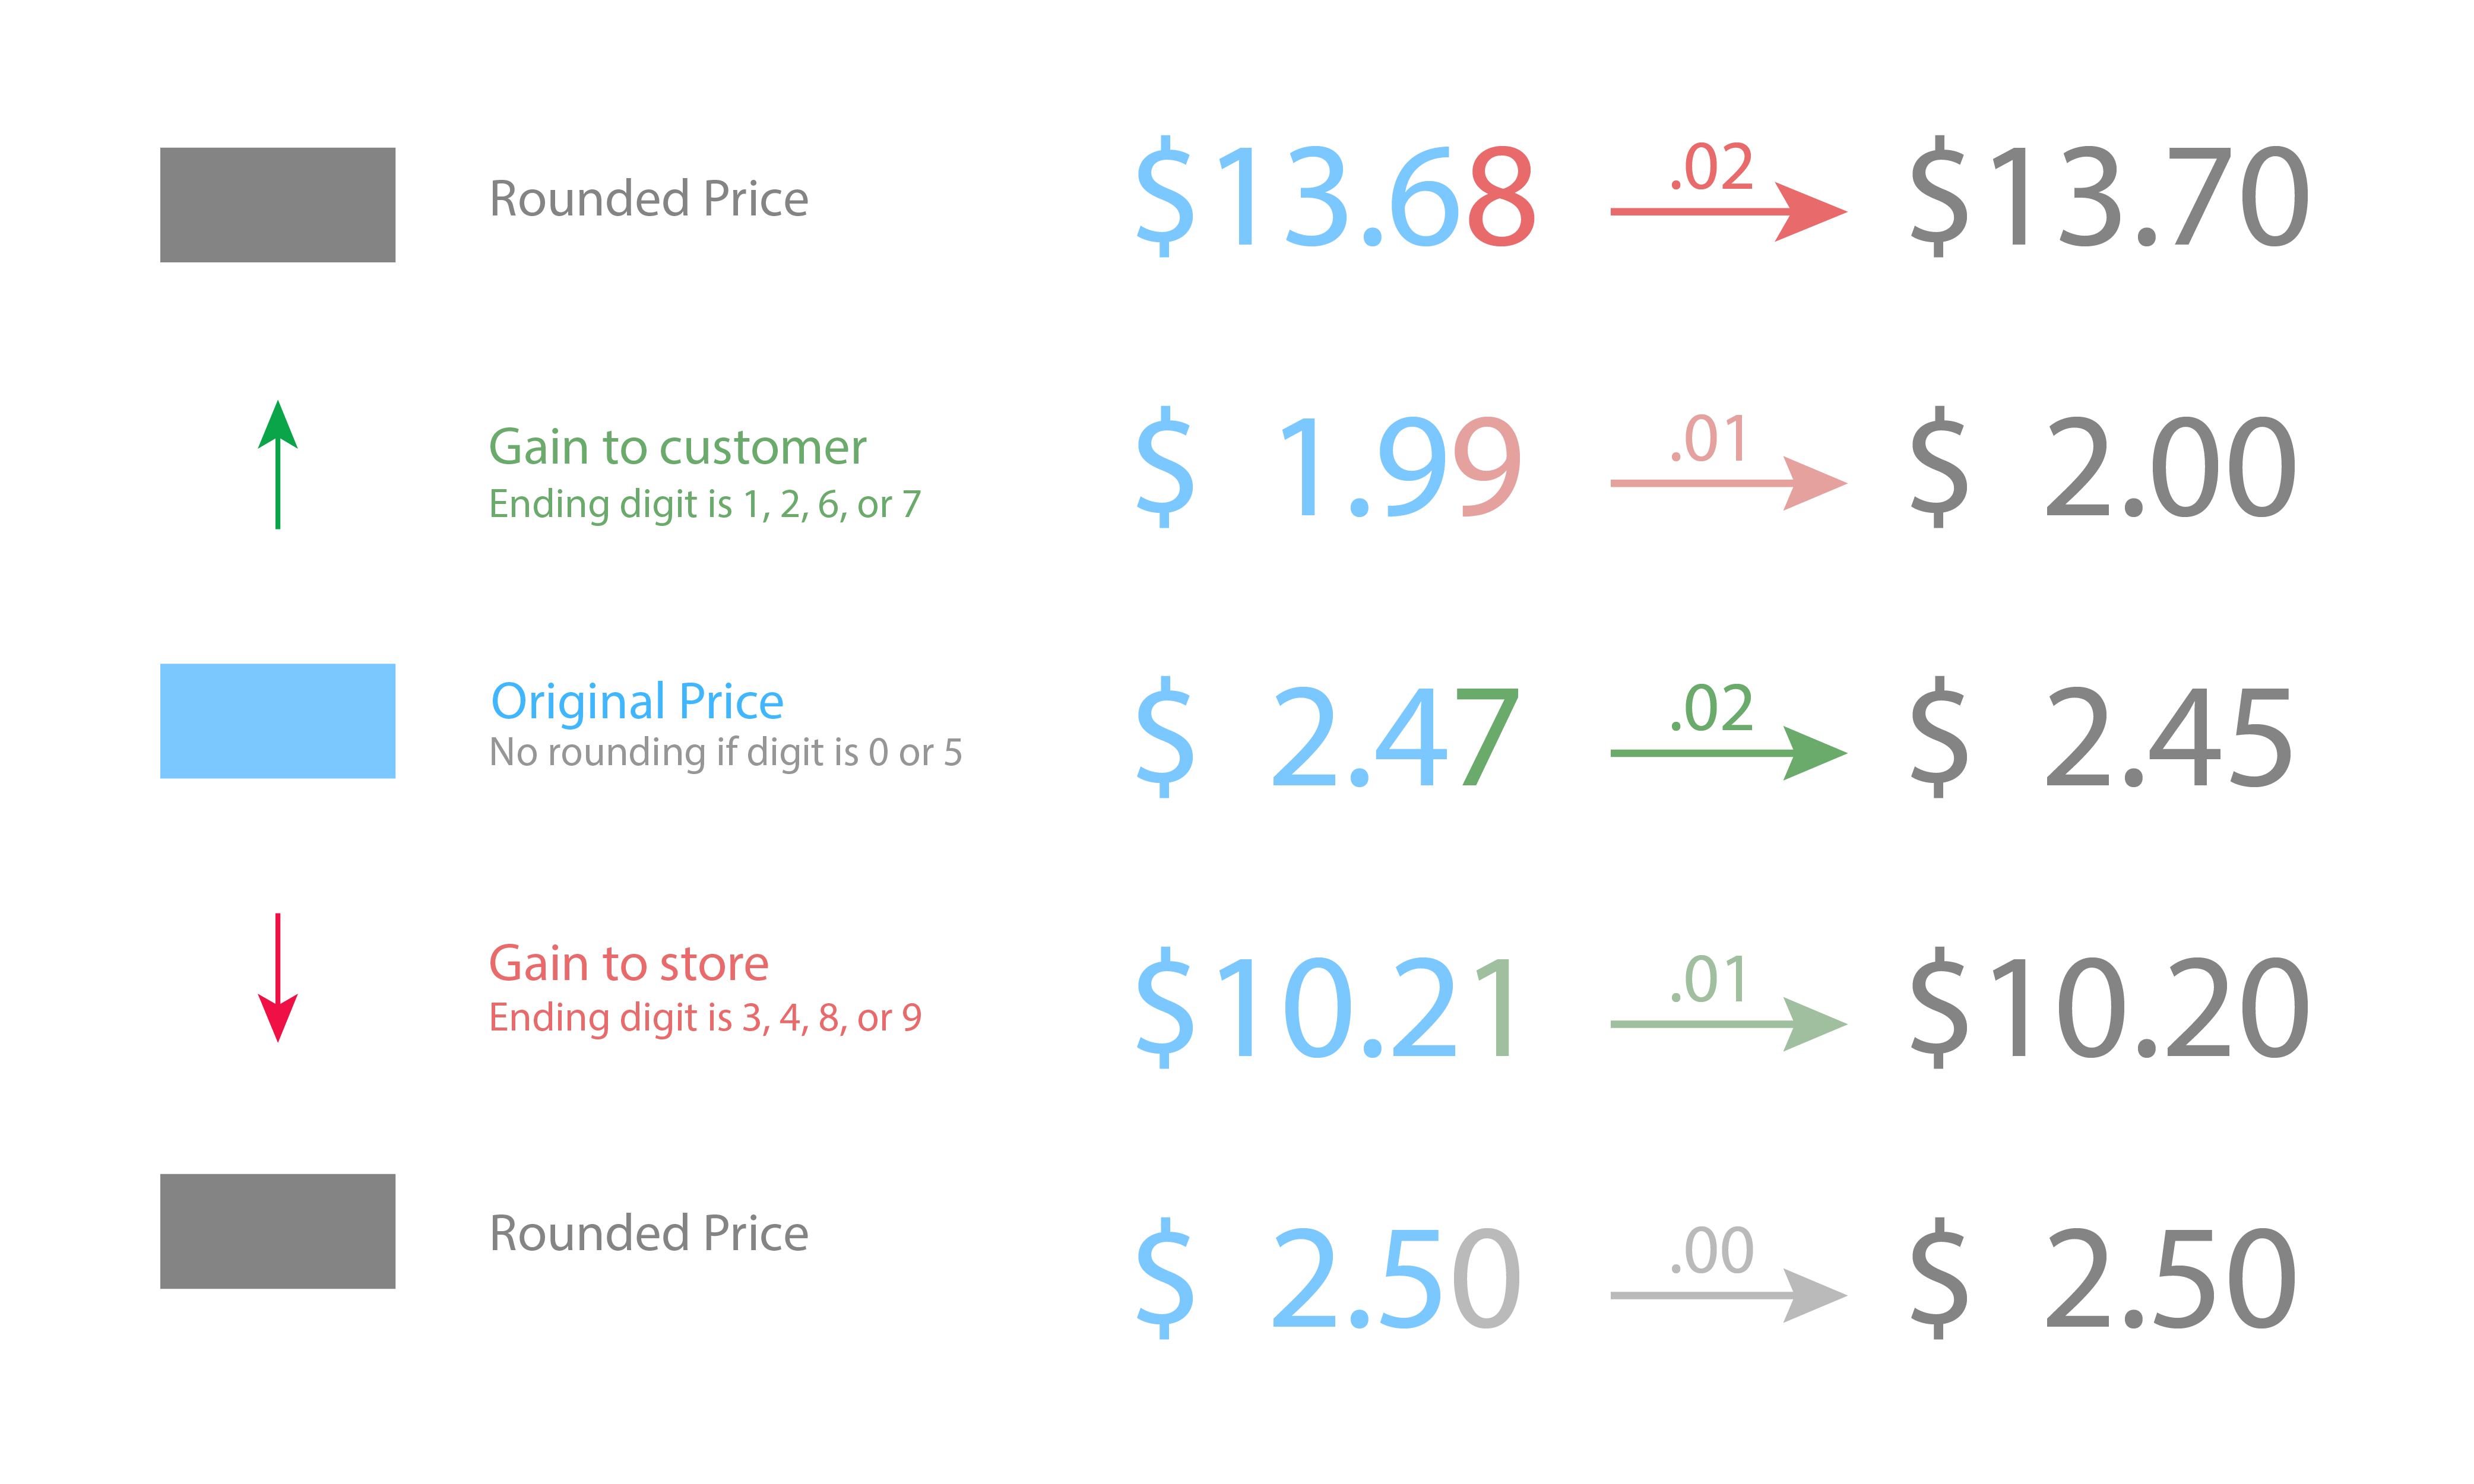 Rounded Price
Gain to customer
Ending digit is 1, 2, 6, or 7
Original Price
No rounding if digit is 0 or 5
Gain to store
Ending digit is 3, 4, 8, or 9
Rounded Price
$13.68 .02 $13.70
$ 1.99 .01 $ 2.00
$ 2.47 .02 $ 2.45
$10.21 .01 $10.20
$ 2.50 .00 $ 2.50